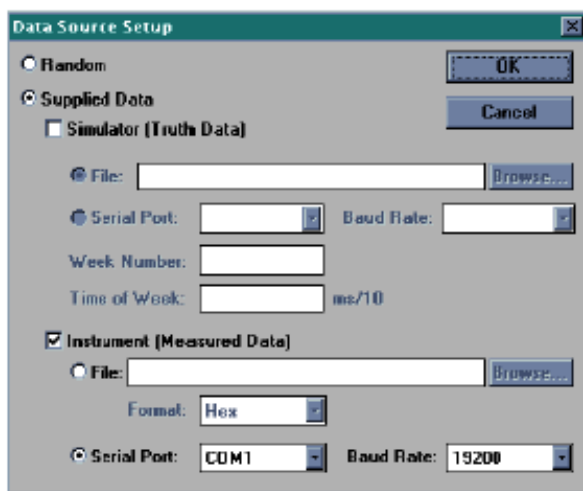 Data Source Setup
Random
OK
Supplied Data
Cancel
Simulator (Truth Data)
File: Browse...
Serial Port: Baud Rate:
Week Number:
Time of Week: ms/10
Instrument (Measured Data)
File: Browse...
Format: Hex
Serial Port: COM1 Baud Rate: 19200